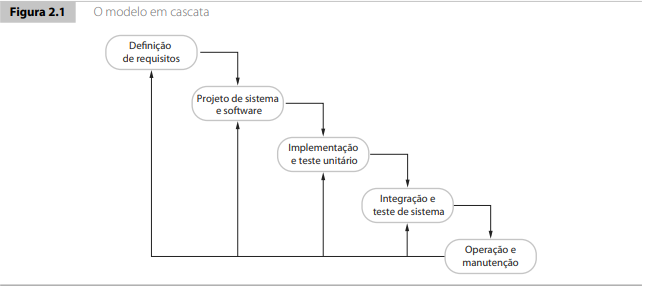 Figura 2.1 O modelo em cascata
Definição
de requisitos
Projeto de sistema
e software
Implementação
e teste unitário
Integração e
teste de sistema
Operação e
manutenção